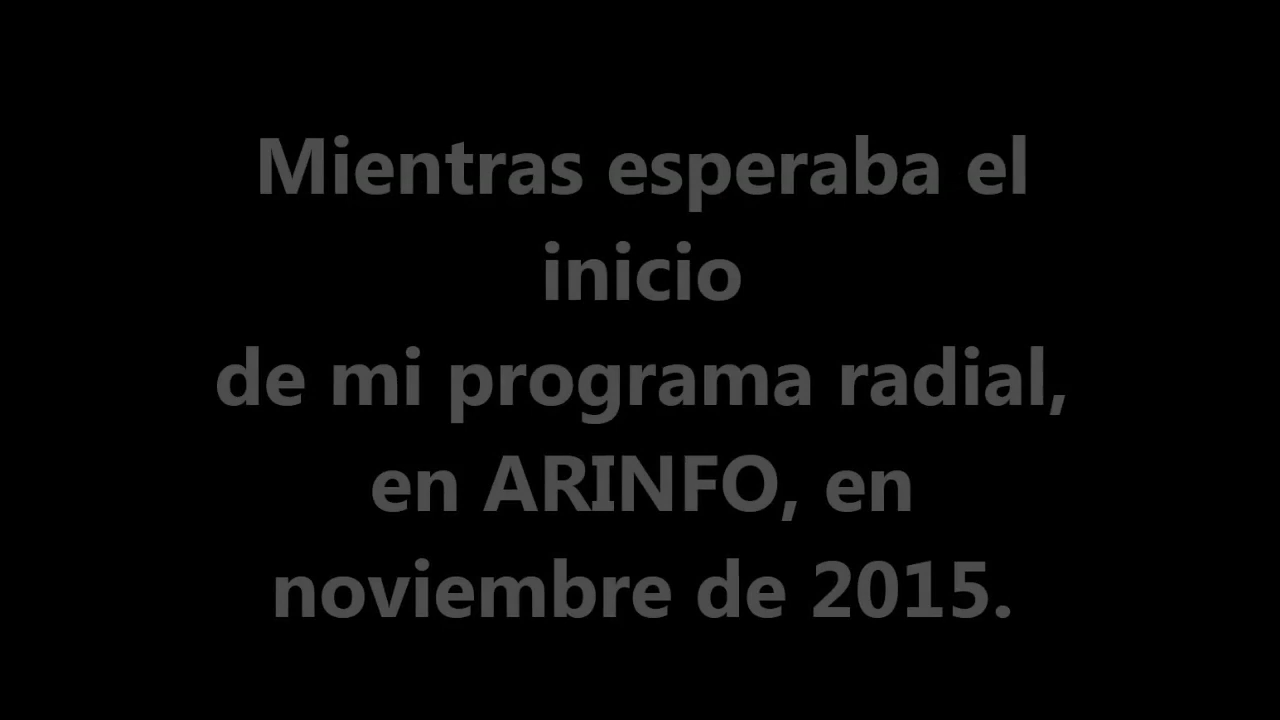 Mientras esperaba el
inicio
de mi programa radial,
en ARINFO, en
noviembre de 2015.